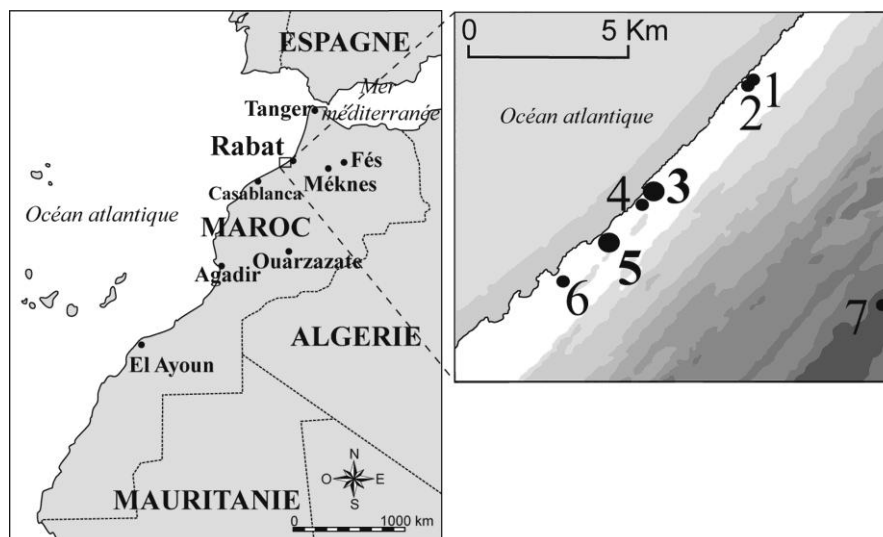 ESPAGNE
Mer
méditerranée
Tanger
Rabat
Fés
Méknes
Casablanca
Océan atlantique
MAROC
Ouarzazate
Agadir
ALGERIE
El Ayoun
N
O E
S
MAURITANIE
0 1000 km
0 5 Km
Océan atlantique
1
2
3
4
5
6
7